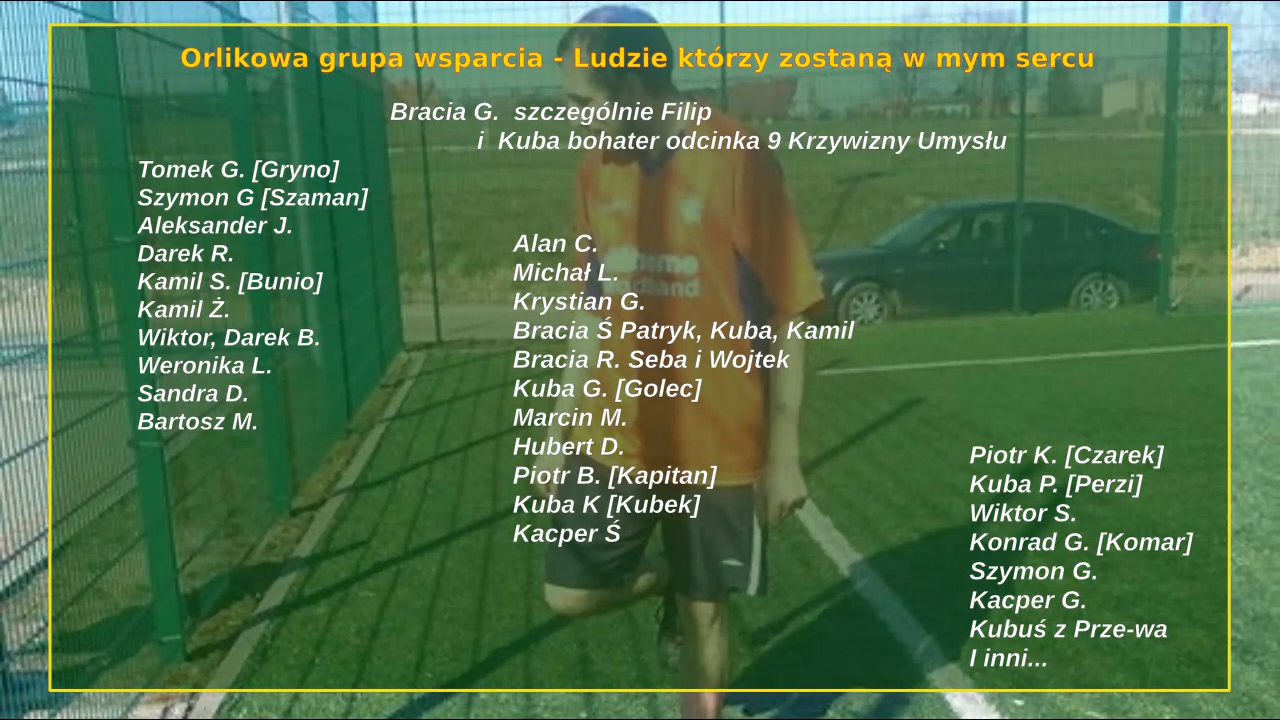 Orlikowa grupa wsparcia - Ludzie którzy zostaną w mym sercu
Bracia G. szczególnie Filip
i Kuba bohater odcinka 9 Krzywizny Umysłu
Tomek G. [Gryno]
Szymon G [Szaman]
Aleksander J.
Darek R.
Kamil S. [Bunio]
Kamil Ż.
Wiktor, Darek B.
Weronika L.
Sandra D.
Bartosz M.
Alan C.
Michał L.
Krystian G.
Bracia Ś Patryk, Kuba, Kamil
Bracia R. Seba i Wojtek
Kuba G. [Golec]
Marcin M.
Hubert D.
Piotr B. [Kapitan]
Kuba K [Kubek]
Kacper Ś
Piotr K. [Czarek]
Kuba P. [Perzi]
Wiktor S.
Konrad G. [Komar]
Szymon G.
Kacper G.
Kubuś z Prze-wa
I inni...